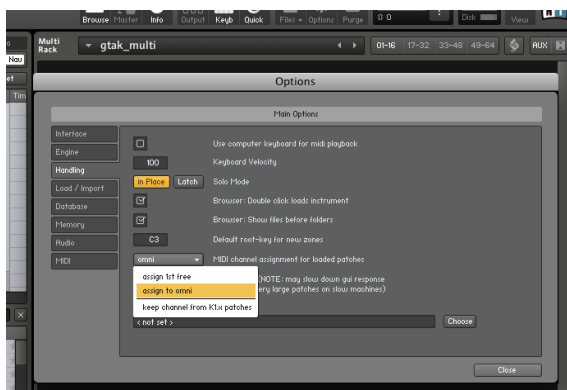 Browse Master Info Output Keyb Quick Files Options Purge 0 0 ! Disk View
Multi
Rack
gtak_multi
01-16 17-32 33-48 49-64 AUX
Nau
Tim
Options
Main Options
Interface
Engine
Handling
Load / Import
Database
Memory
Audio
MIDI
Use computer keyboard for midi playback
100 Keyboard Velocity
in Place Latch Solo Mode
Browser: Double click loads instrument
Browser: Show files before folders
C3 Default root-key for new zones
omni MIDI channel assignment for loaded patches
assign 1st free
assign to omni
keep channel from K1.x patches
(NOTE: may slow down gui response
ery large patches on slow machines)
< not set > Choose
Close